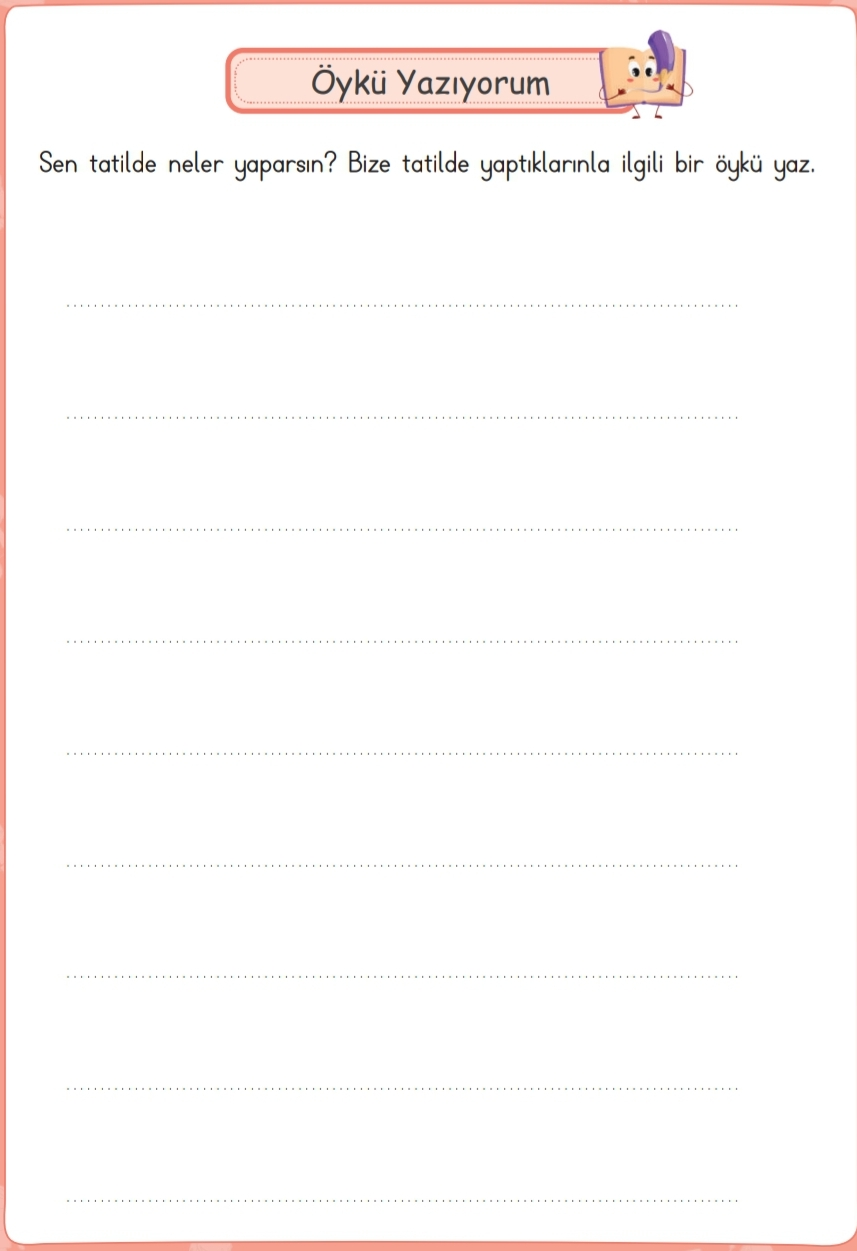 Öykü Yazıyorum
Sen tatilde neler yaparsın? Bize tatilde yaptıklarınla ilgili bir öykü yaz.